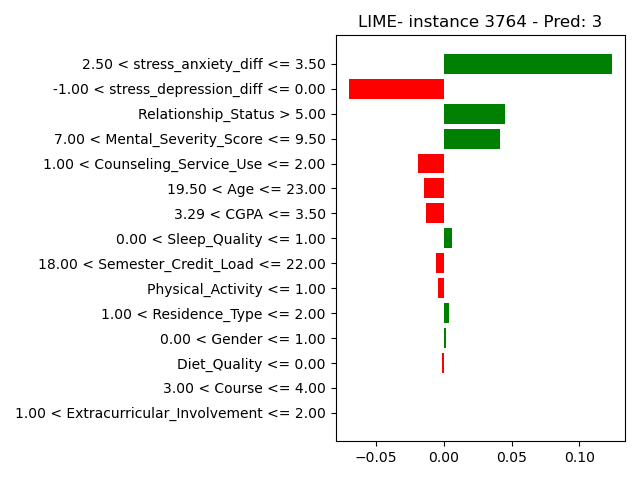 LIME- instance 3764 - Pred: 3
2.50 < stress_anxiety_diff <= 3.50
-1.00 < stress_depression_diff <= 0.00
Relationship_Status > 5.00
7.00 < Mental_Severity_Score <= 9.50
1.00 < Counseling_Service_Use <= 2.00
19.50 < Age <= 23.00
3.29 < CGPA <= 3.50
0.00 < Sleep_Quality <= 1.00
18.00 < Semester_Credit_Load <= 22.00
Physical_Activity <= 1.00
1.00 < Residence_Type <= 2.00
0.00 < Gender <= 1.00
Diet_Quality <= 0.00
3.00 < Course <= 4.00
1.00 < Extracurricular_Involvement <= 2.00
−0.05 0.00 0.05 0.10